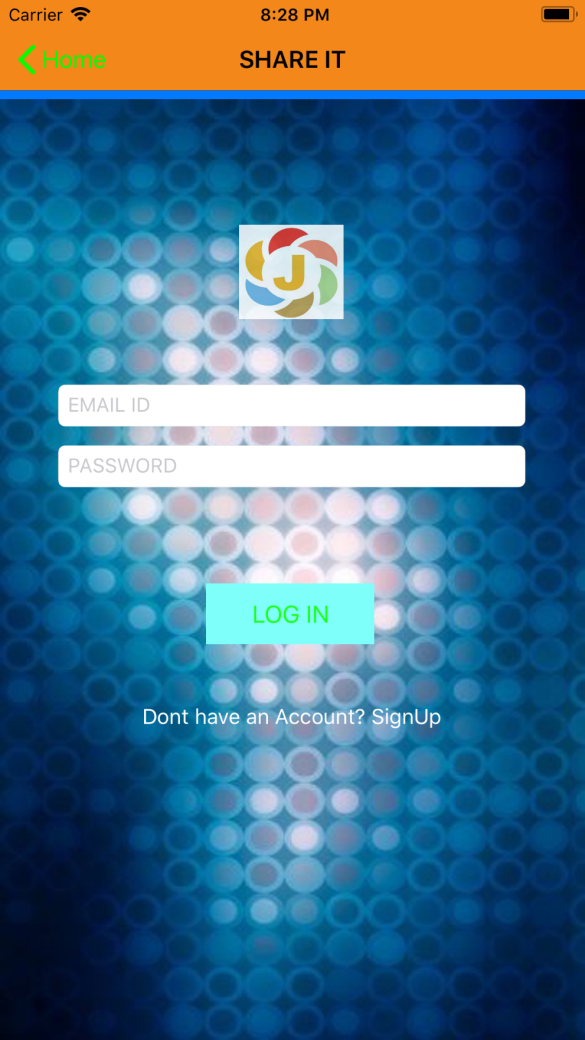 Carrier 8:28 PM
Home SHARE IT
J
EMAIL ID
PASSWORD
LOG IN
Dont have an Account? SignUp